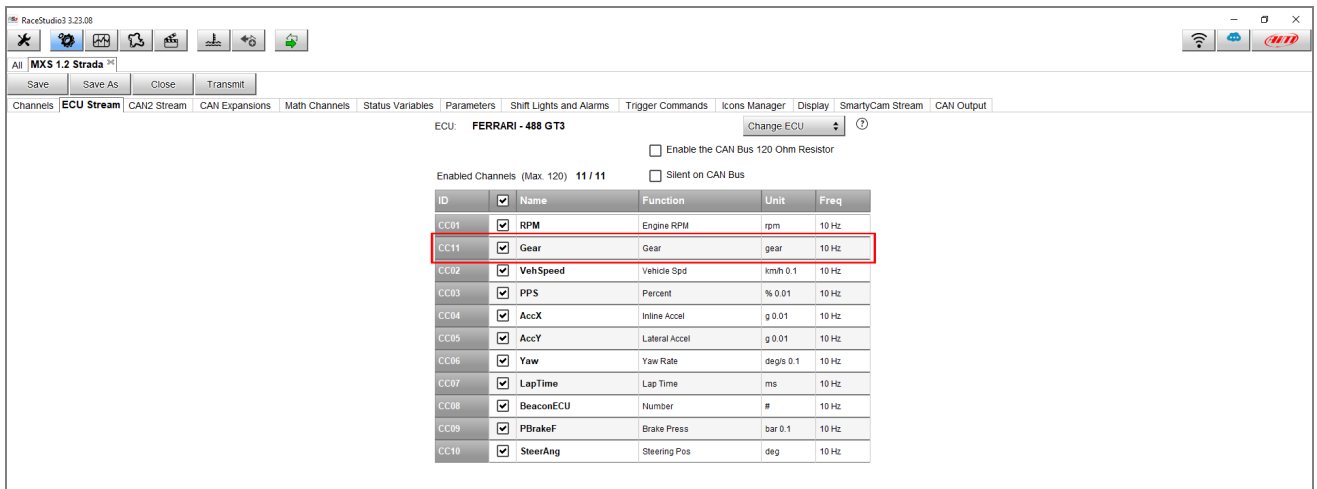 RaceStudio3 3.23.08
AiM
All MXS 1.2 Strada
Save Save As Close Transmit
Channels ECU Stream CAN2 Stream CAN Expansions Math Channels Status Variables Parameters Shift Lights and Alarms Trigger Commands Icons Manager Display SmartyCam Stream CAN Output
ECU: FERRARI - 488 GT3 Change ECU ?
Enable the CAN Bus 120 Ohm Resistor
Enabled Channels (Max. 120) 11 / 11 Silent on CAN Bus
ID Name Function Unit Freq
CC01 RPM Engine RPM rpm 10 Hz
CC11 Gear Gear gear 10 Hz
CC02 VehSpeed Vehicle Spd km/h 0.1 10 Hz
CC03 PPS Percent % 0.01 10 Hz
CC04 AccX Inline Accel g 0.01 10 Hz
CC05 AccY Lateral Accel g 0.01 10 Hz
CC06 Yaw Yaw Rate deg/s 0.1 10 Hz
CC07 LapTime Lap Time ms 10 Hz
CC08 BeaconECU Number # 10 Hz
CC09 PBrakeF Brake Press bar 0.1 10 Hz
CC10 SteerAng Steering Pos deg 10 Hz